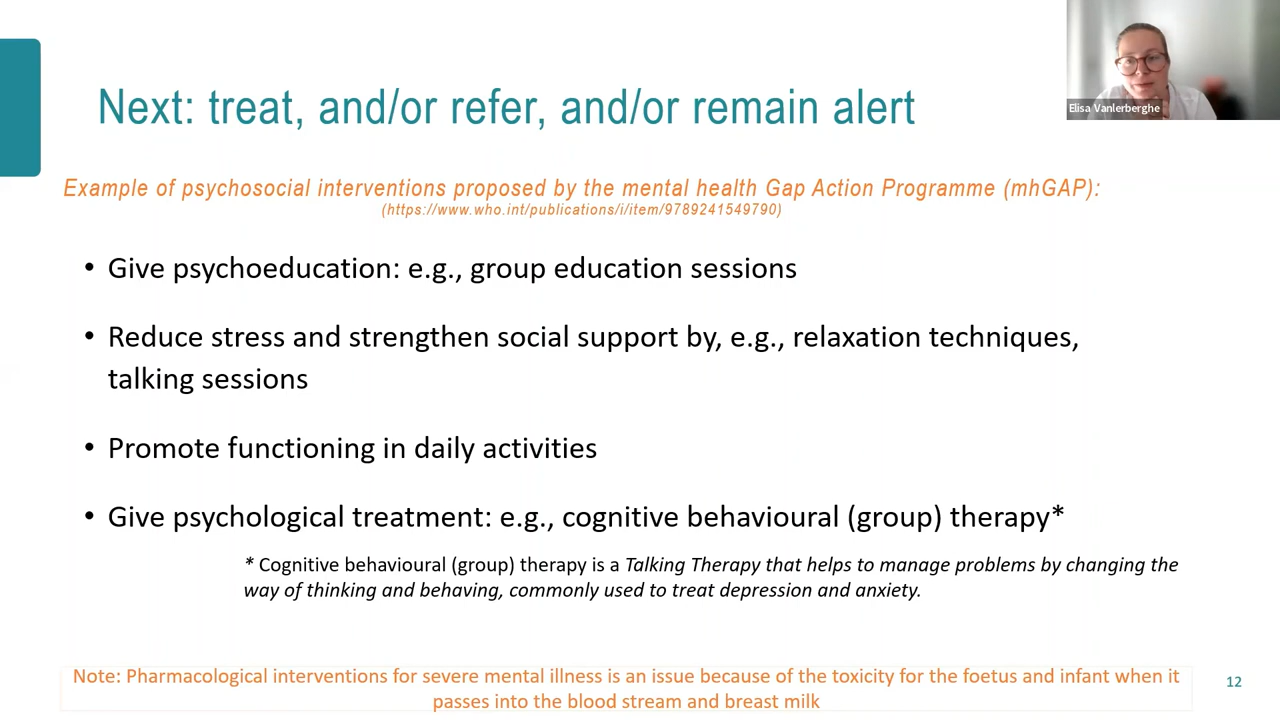 Elisa Vanlerberghe
Next: treat, and/or refer, and/or remain alert
Example of psychosocial interventions proposed by the mental health Gap Action Programme (mhGAP):
(https://www.who.int/publications/i/item/9789241549790)
• Give psychoeducation: e.g., group education sessions
• Reduce stress and strengthen social support by, e.g., relaxation techniques,
talking sessions
• Promote functioning in daily activities
• Give psychological treatment: e.g., cognitive behavioural (group) therapy*
* Cognitive behavioural (group) therapy is a Talking Therapy that helps to manage problems by changing the
way of thinking and behaving, commonly used to treat depression and anxiety.
Note: Pharmacological interventions for severe mental illness is an issue because of the toxicity for the foetus and infant when it
passes into the blood stream and breast milk
12